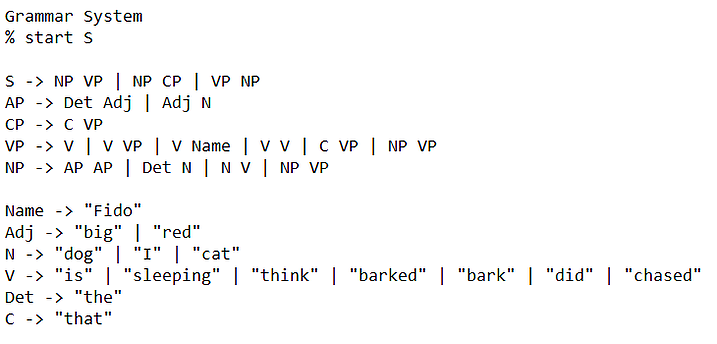 Grammar System
% start S
S -> NP VP | NP CP | VP NP
AP -> Det Adj | Adj N
CP -> C VP
VP -> V | V VP | V Name | V V | C VP | NP VP
NP -> AP AP | Det N | N V | NP VP
Name -> "Fido"
Adj -> "big" | "red"
N -> "dog" | "I" | "cat"
V -> "is" | "sleeping" | "think" | "barked" | "bark" | "did" | "chased"
Det -> "the"
C -> "that"